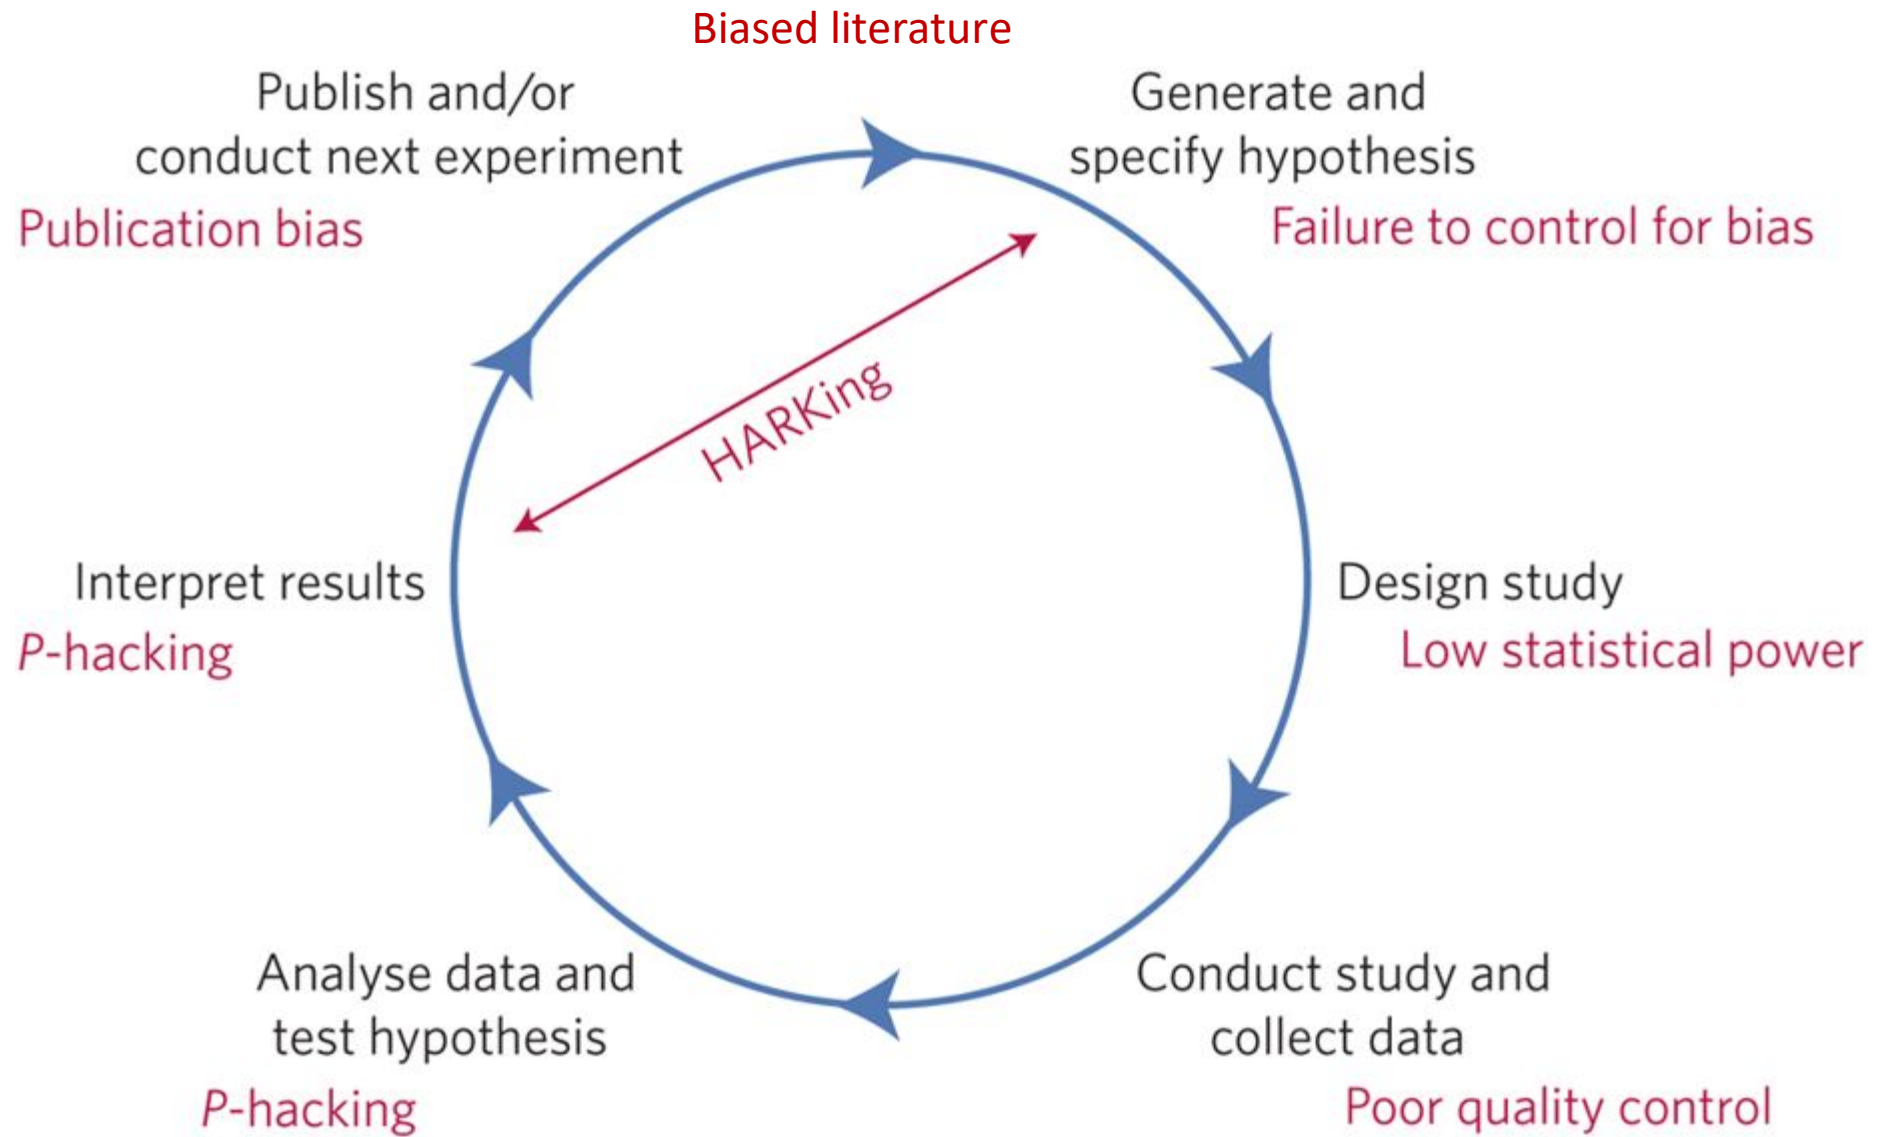 Biased literature
Publish and/or
conduct next experiment
Publication bias
Generate and
specify hypothesis
Failure to control for bias
HARKing
Interpret results
P-hacking
Design study
Low statistical power
Analyse data and
test hypothesis
P-hacking
Conduct study and
collect data
Poor quality control